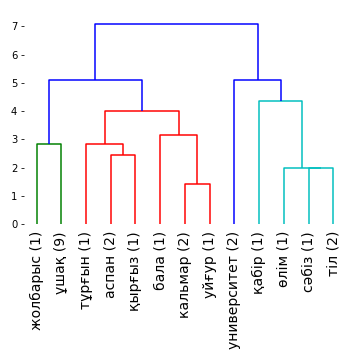 7
6
5
4
3
2
1
0
жолбарыс (1)
ұшақ (9)
тұрғын (1)
аспан (2)
қырғыз (1)
бала (1)
кальмар (2)
уйғур (1)
университет (2)
қабір (1)
өлім (1)
сәбіз (1)
тіл (2)